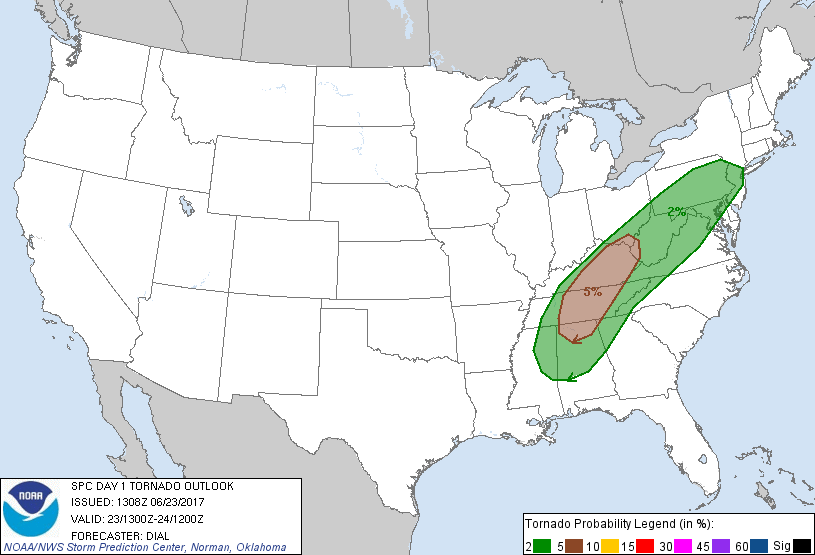 2%
5%
NOAA
SPC DAY 1 TORNADO OUTLOOK
ISSUED: 1308Z 06/23/2017
VALID: 23/1300Z-24/1200Z
FORECASTER: DIAL
NOAA/NWS Storm Prediction Center, Norman, Oklahoma
Tornado Probability Legend (in %):
2 5 10 15 30 45 60 Sig